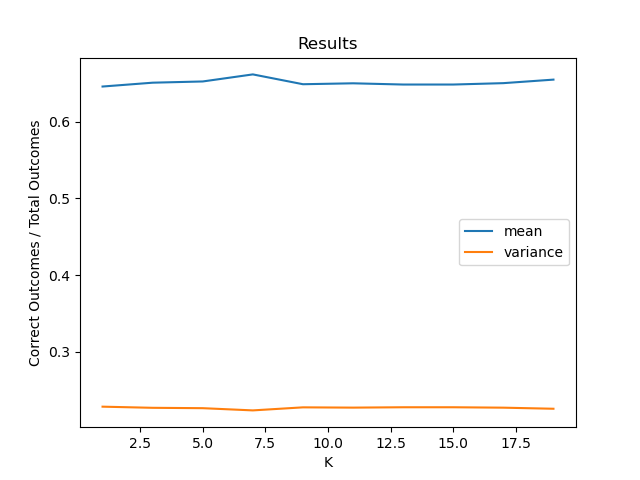 Results
Correct Outcomes / Total Outcomes
0.6
0.5
0.4
0.3
mean
variance
2.5 5.0 7.5 10.0 12.5 15.0 17.5
K